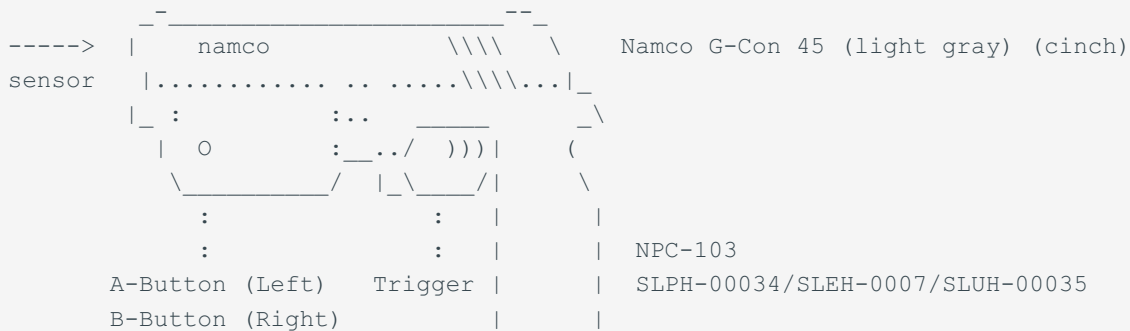 -----> namco Namco G-Con 45 (light gray) (cinch)
sensor
O
A-Button (Left) Trigger
NPC-103
SLPH-00034/SLEH-0007/SLUH-00035
B-Button (Right)